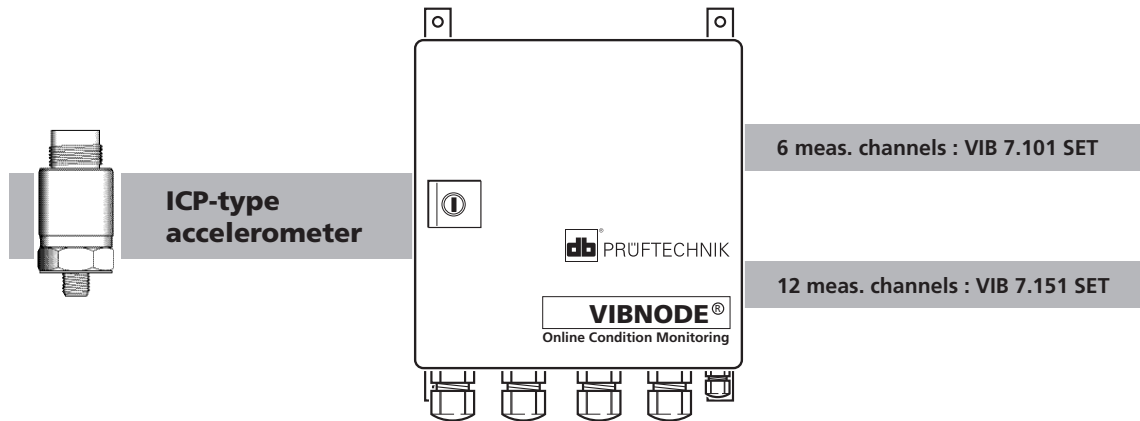 ICP-type
accelerometer
db® PRÜFTECHNIK
VIBNODE®
Online Condition Monitoring
6 meas. channels : VIB 7.101 SET
12 meas. channels : VIB 7.151 SET